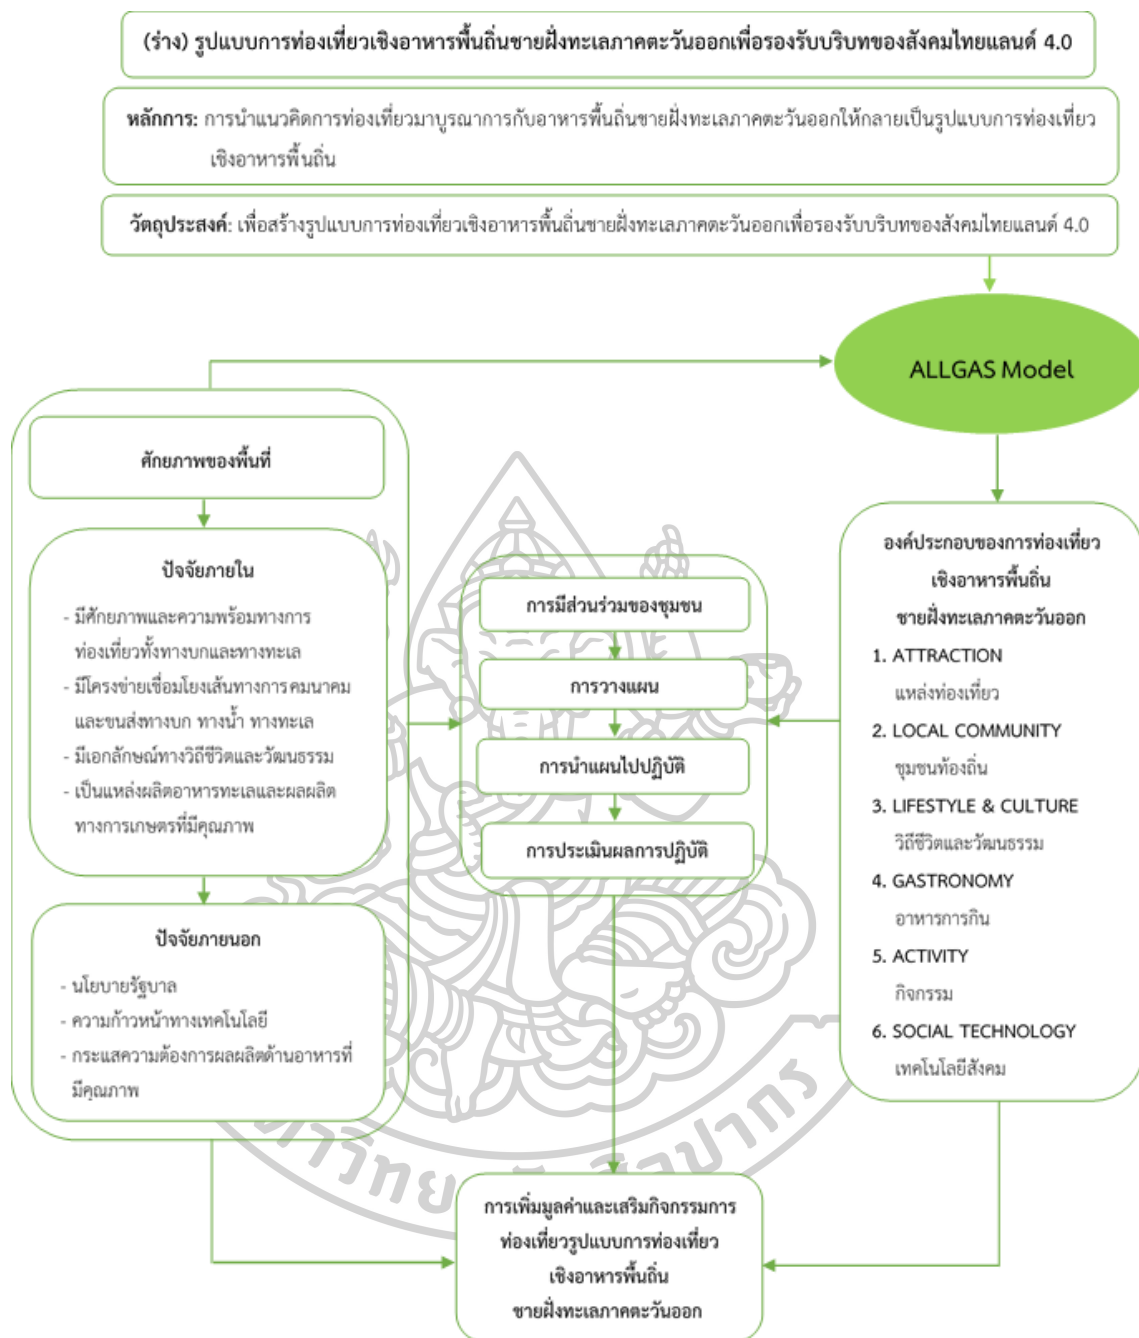 (ร่าง) รูปแบบการท่องเที่ยวเชิงอาหารพื้นถิ่นชายฝั่งทะเลภาคตะวันออกเพื่อรองรับบริบทของสังคมไทยแลนด์ 4.0
หลักการ: การนำแนวคิดการท่องเที่ยวมาบูรณาการกับอาหารพื้นถิ่นชายฝั่งทะเลภาคตะวันออกให้กลายเป็นรูปแบบการท่องเที่ยว
เชิงอาหารพื้นถิ่น
วัตถุประสงค์: เพื่อสร้างรูปแบบการท่องเที่ยวเชิงอาหารพื้นถิ่นชายฝั่งทะเลภาคตะวันออกเพื่อรองรับบริบทของสังคมไทยแลนด์ 4.0
ALLGAS Model
ศักยภาพของพื้นที่
ปัจจัยภายใน
- มีศักยภาพและความพร้อมทางการ
ท่องเที่ยวทั้งทางบกและทางทะเล
- มีโครงข่ายเชื่อมโยงเส้นทางการคมนาคม
และขนส่งทางบก ทางน้ำ ทางทะเล
- มีเอกลักษณ์ทางวิถีชีวิตและวัฒนธรรม
- เป็นแหล่งผลิตอาหารทะเลและผลผลิต
ทางการเกษตรที่มีคุณภาพ
ปัจจัยภายนอก
- นโยบายรัฐบาล
- ความก้าวหน้าทางเทคโนโลยี
- กระแสความต้องการผลผลิตด้านอาหารที่
มีคุณภาพ
การมีส่วนร่วมของชุมชน
การวางแผน
การนำแผนไปปฏิบัติ
การประเมินผลการปฏิบัติ
องค์ประกอบของการท่องเที่ยว
เชิงอาหารพื้นถิ่น
ชายฝั่งทะเลภาคตะวันออก
1. ATTRACTION
แหล่งท่องเที่ยว
2. LOCAL COMMUNITY
ชุมชนท้องถิ่น
3. LIFESTYLE & CULTURE
วิถีชีวิตและวัฒนธรรม
4. GASTRONOMY
อาหารการกิน
5. ACTIVITY
กิจกรรม
6. SOCIAL TECHNOLOGY
เทคโนโลยีสังคม
การเพิ่มมูลค่าและเสริมกิจกรรมการ
ท่องเที่ยวรูปแบบการท่องเที่ยว
เชิงอาหารพื้นถิ่น
ชายฝั่งทะเลภาคตะวันออก